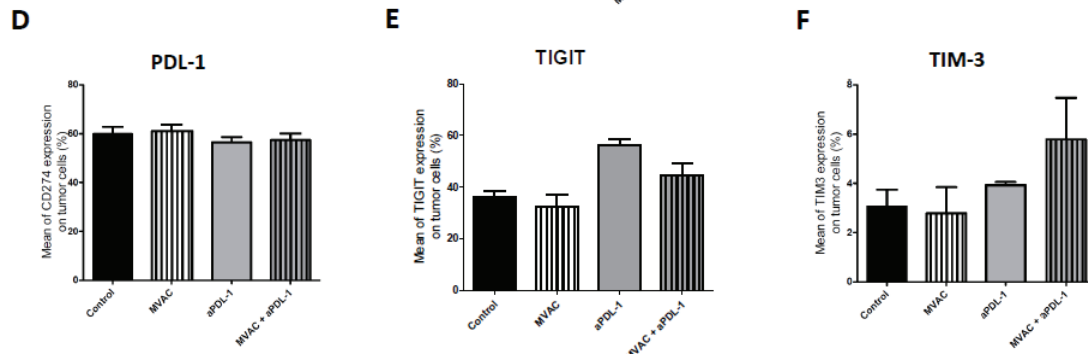 D
E
F
PDL-1
TIGIT
TIM-3
Mean of CD274 expression
on tumor cells (%)
80
60
40
20
0
Control
MVAC
aPDL-1
MVAC + aPDL-1
Mean of TIGIT expression
on tumor cells (%)
80
60
40
20
0
Control
MVAC
aPDL-1
MVAC + aPDL-1
Mean of TIM3 expression
on tumor cells (%)
8
6
4
2
0
Control
MVAC
aPDL-1
MVAC + aPDL-1